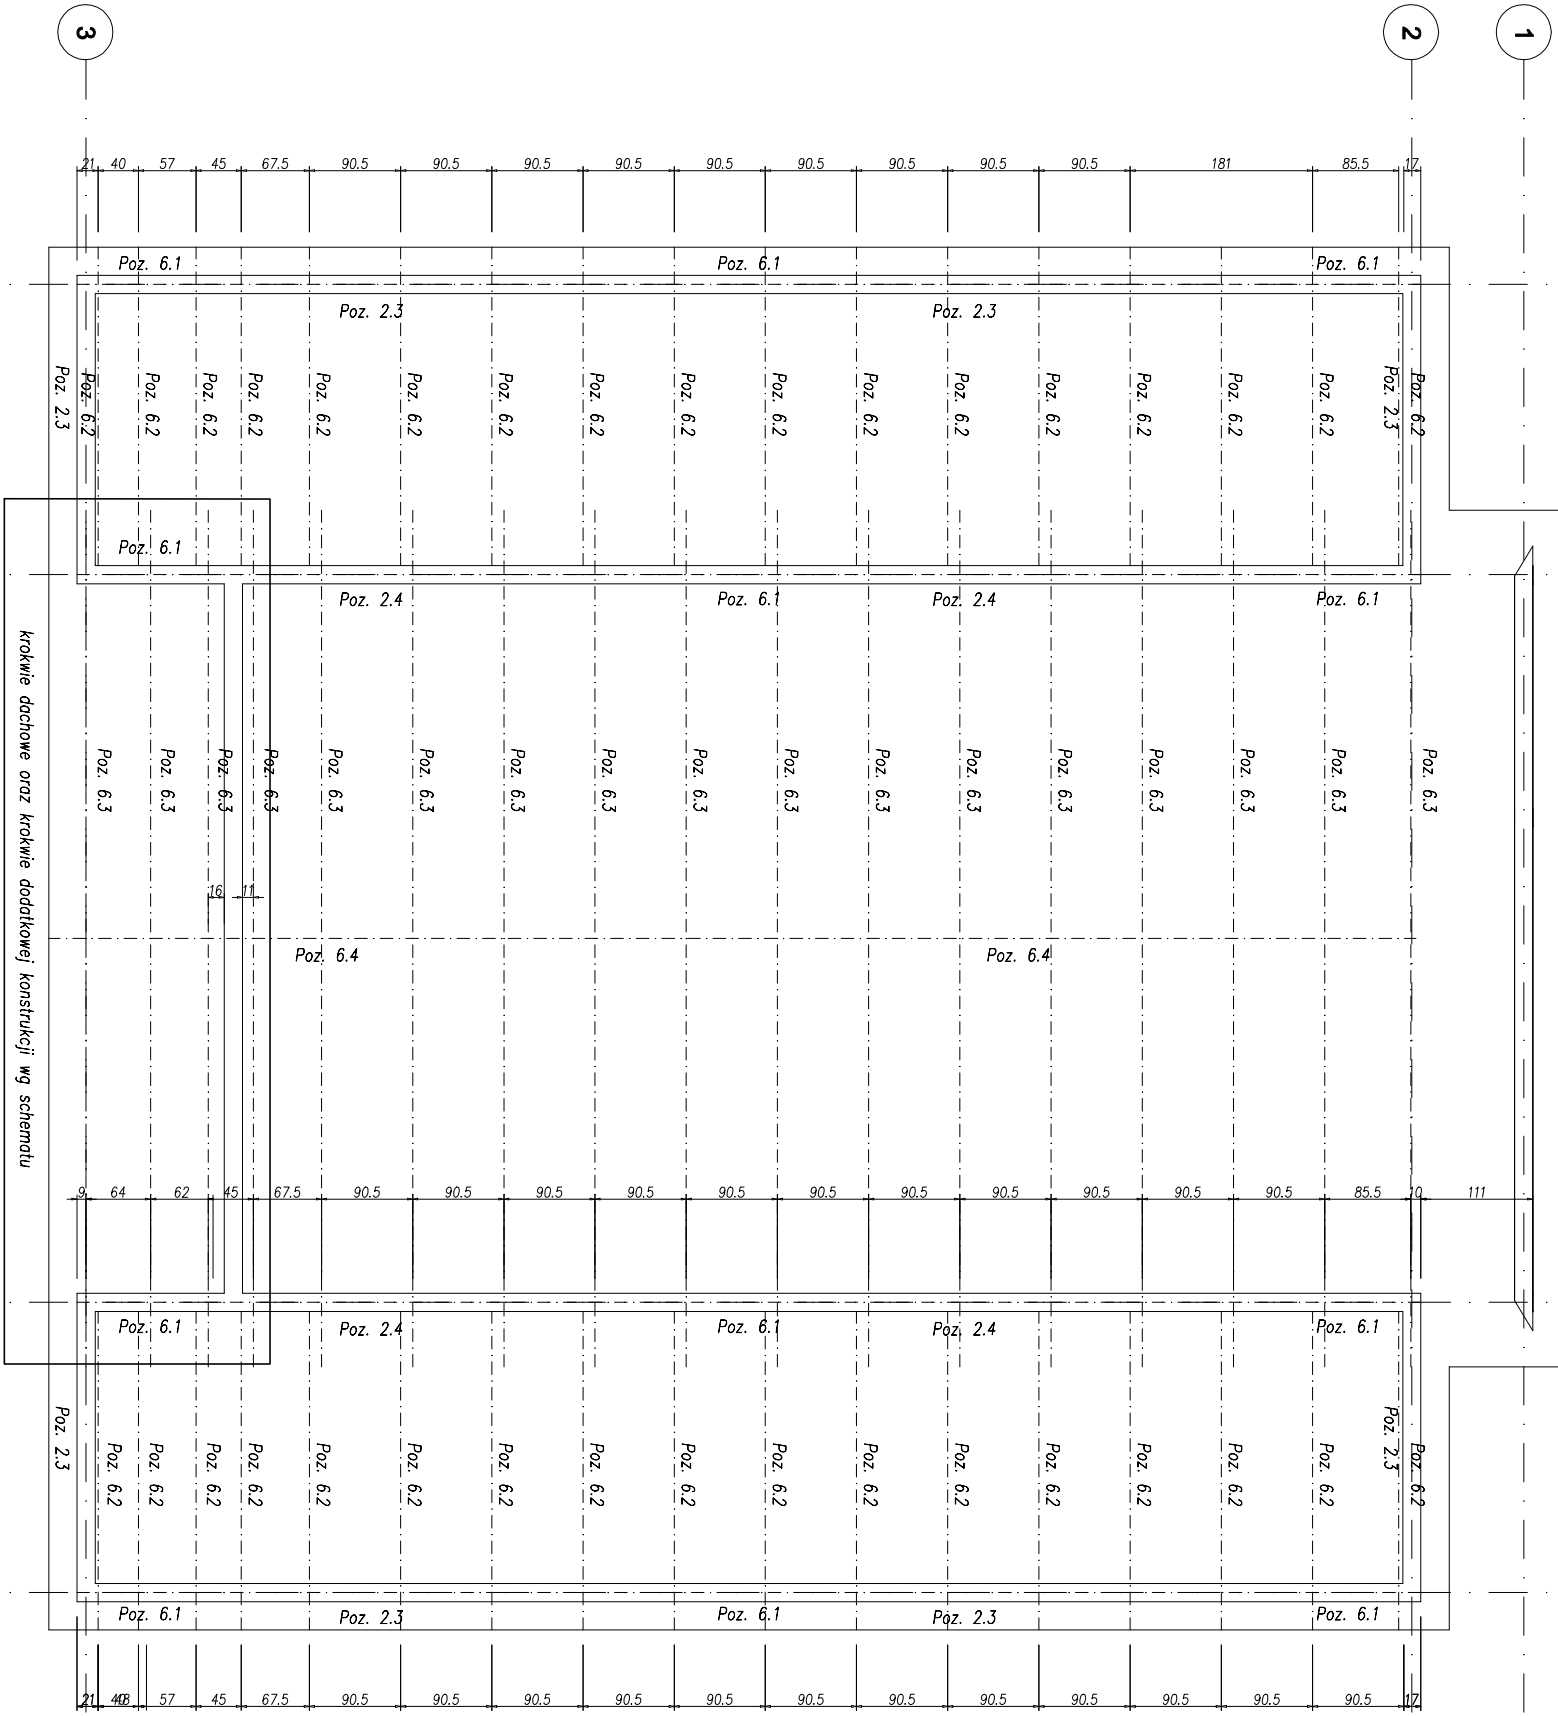 3 2 1
21 40 57 45 67.5 90.5 90.5 90.5 90.5 90.5 90.5 90.5 90.5 90.5 181 85.5 17
Poz. 6.1 Poz. 6.1 Poz. 6.1
Poz. 2.3 Poz. 2.3
Poz. 2.3 Poz. 6.2 Poz. 6.2 Poz. 6.2 Poz. 6.2 Poz. 6.2 Poz. 6.2 Poz. 6.2 Poz. 6.2 Poz. 6.2 Poz. 6.2 Poz. 6.2 Poz. 6.2 Poz. 6.2 Poz. 6.2 Poz. 6.2 Poz. 6.2 Poz. 2.3 Poz. 6.2
Poz. 6.1
Poz. 2.4 Poz. 6.1 Poz. 2.4 Poz. 6.1
krokwie dachowe oraz krokwie dodatkowej konstrukcji wg schematu
Poz. 6.3 Poz. 6.3 Poz. 6.3 Poz. 6.3 Poz. 6.3 Poz. 6.3 Poz. 6.3 Poz. 6.3 Poz. 6.3 Poz. 6.3 Poz. 6.3 Poz. 6.3 Poz. 6.3 Poz. 6.3 Poz. 6.3 Poz. 6.3 Poz. 6.3
16 11
Poz. 6.4 Poz. 6.4
9 64 62 45 67.5 90.5 90.5 90.5 90.5 90.5 90.5 90.5 90.5 90.5 90.5 90.5 85.5 10 111
Poz. 6.1 Poz. 2.4 Poz. 6.1 Poz. 2.4 Poz. 6.1
Poz. 2.3 Poz. 6.2 Poz. 6.2 Poz. 6.2 Poz. 6.2 Poz. 6.2 Poz. 6.2 Poz. 6.2 Poz. 6.2 Poz. 6.2 Poz. 6.2 Poz. 6.2 Poz. 6.2 Poz. 6.2 Poz. 6.2 Poz. 6.2 Poz. 6.2 Poz. 2.3 Poz. 6.2
Poz. 6.1 Poz. 2.3 Poz. 6.1 Poz. 2.3 Poz. 6.1
21 40 48 57 45 67.5 90.5 90.5 90.5 90.5 90.5 90.5 90.5 90.5 90.5 90.5 90.5 90.5 17